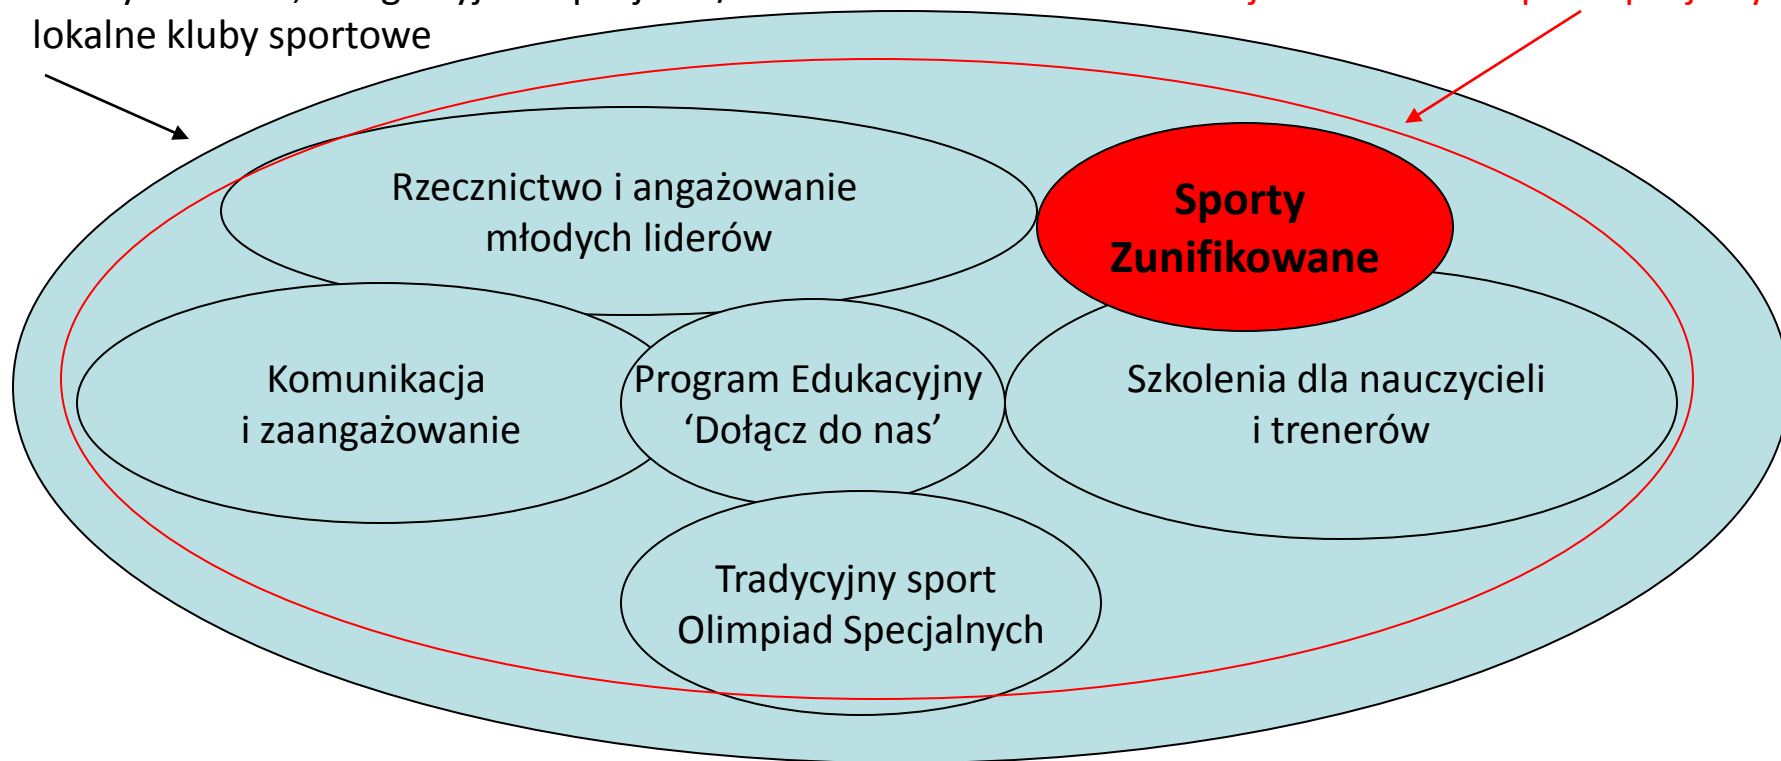 lokalne kluby sportowe
Rzecznictwo i angażowanie
młodych liderów
Sporty
Zunifikowane
Komunikacja
i zaangażowanie
Program Edukacyjny
‘Dołącz do nas’
Szkolenia dla nauczycieli
i trenerów
Tradycyjny sport
Olimpiad Specjalnych